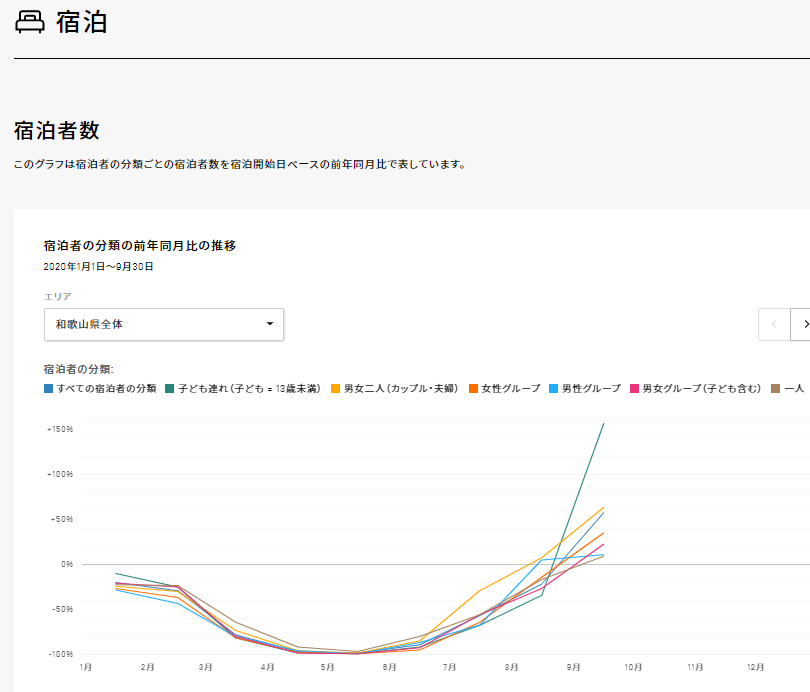 宿泊
宿泊者数
このグラフは宿泊者の分類ごとの宿泊者数を宿泊開始日ベースの前年同月比で表しています。
宿泊者の分類の前年同月比の推移
2020年1月1日～9月30日
エリア
和歌山県全体
宿泊者の分類:
すべての宿泊者の分類 子ども連れ(子ども = 13歳未満) 男女二人(カップル・夫婦) 女性グループ 男性グループ 男女グループ(子ども含む) 一人
+150%
+100%
+50%
0%
-50%
-100%
1月 2月 3月 4月 5月 6月 7月 8月 9月 10月 11月 12月